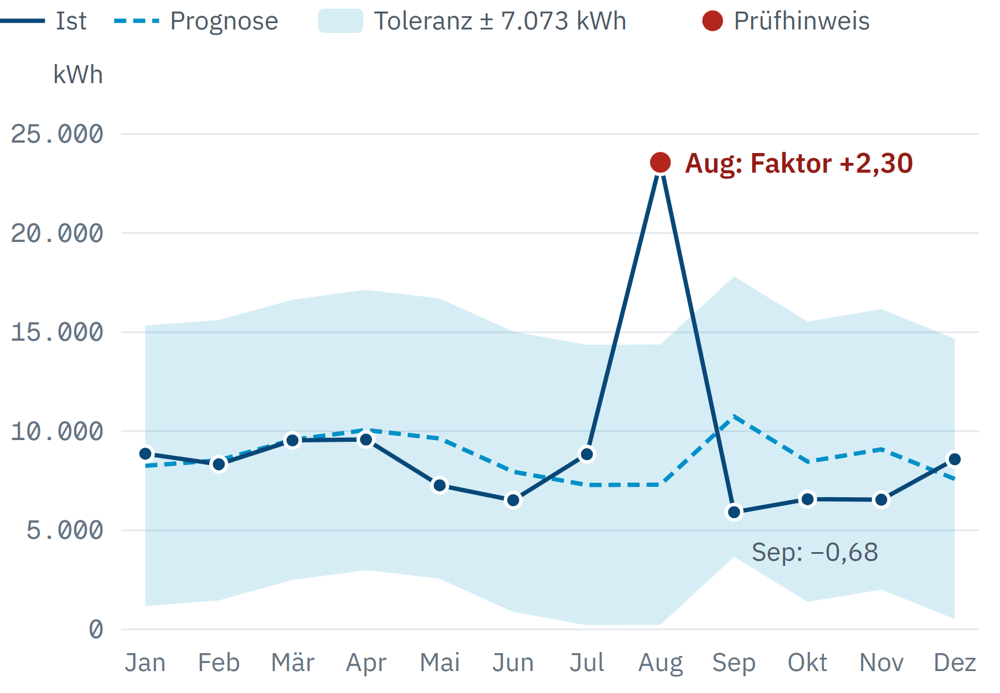 Ist Prognose Toleranz ± 7.073 kWh Prüfhinweis
kWh
25.000
Aug: Faktor +2,30
20.000
15.000
10.000
5.000
Sep: −0,68
0
Jan Feb Mär Apr Mai Jun Jul Aug Sep Okt Nov Dez